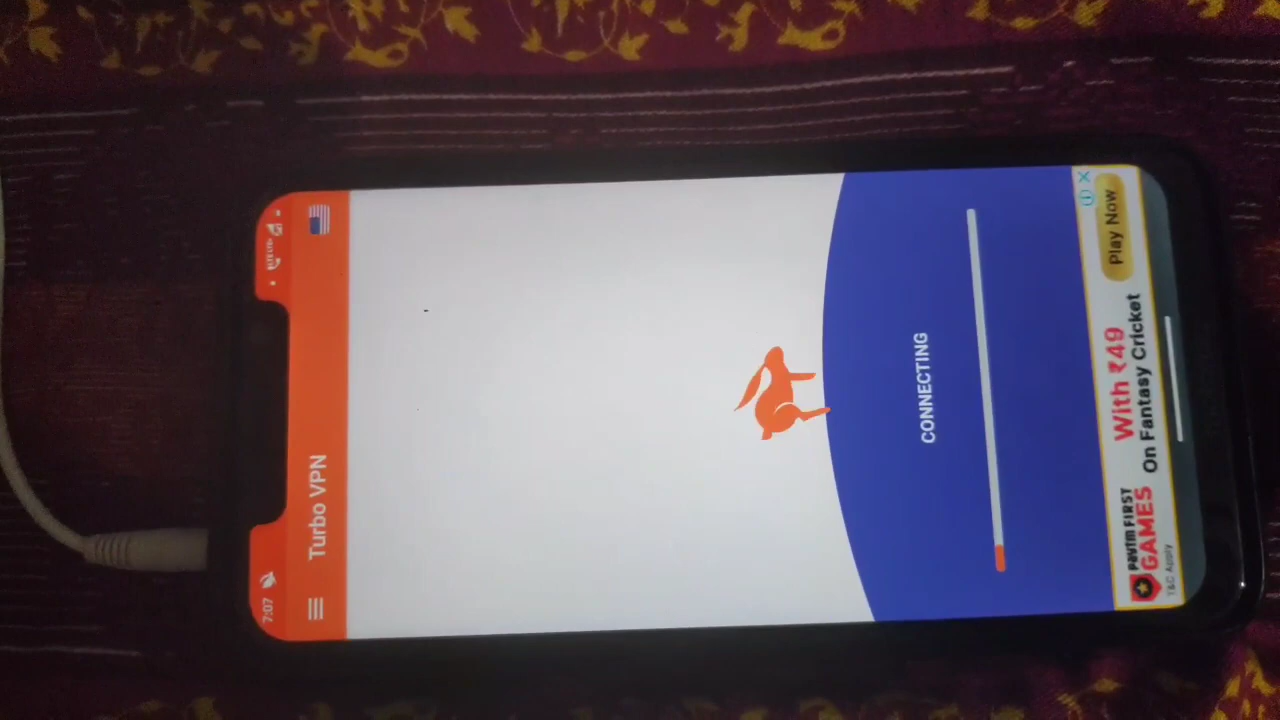 7:07
Turbo VPN
CONNECTING
PAYTM FIRST
GAMES
T&C Apply
With ₹49
On Fantasy Cricket
Play Now